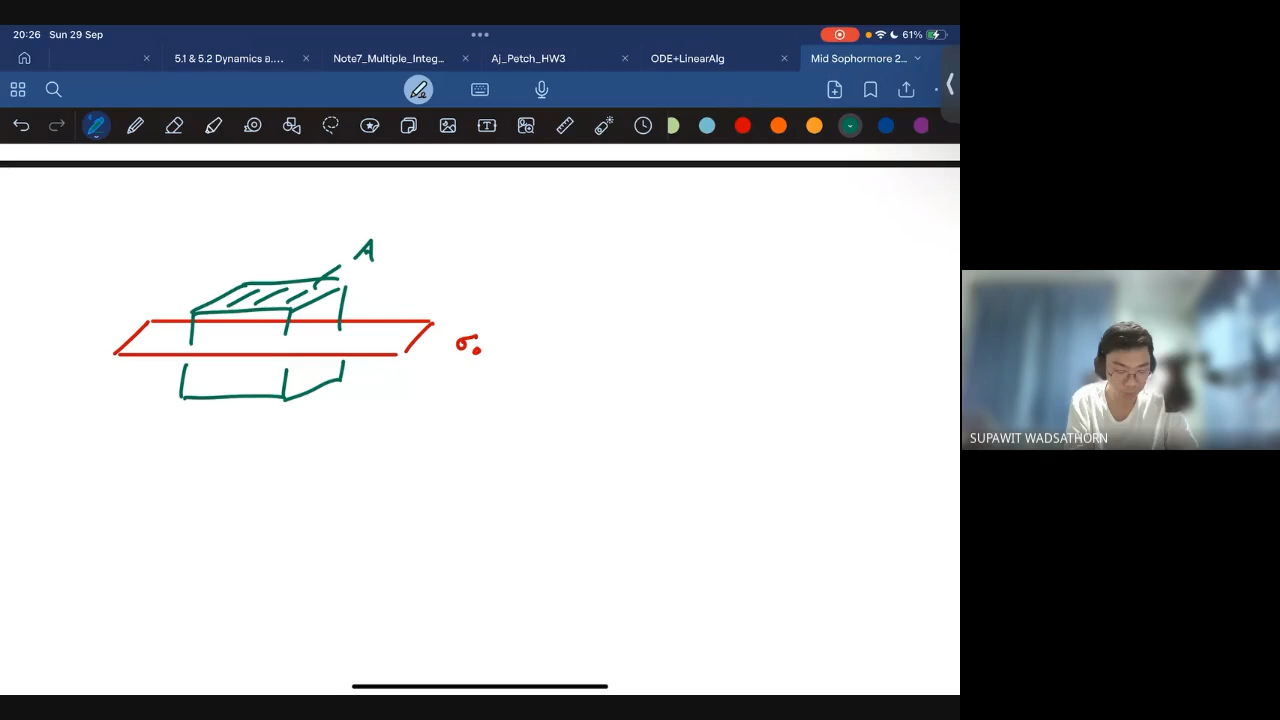 20:26 Sun 29 Sep
61%
5.1 & 5.2 Dynamics a....
Note7_Multiple_Integ...
Aj_Petch_HW3
ODE+LinearAlg
Mid Sophormore 2...
A
σ₀
SUPAWIT WADSATHORN